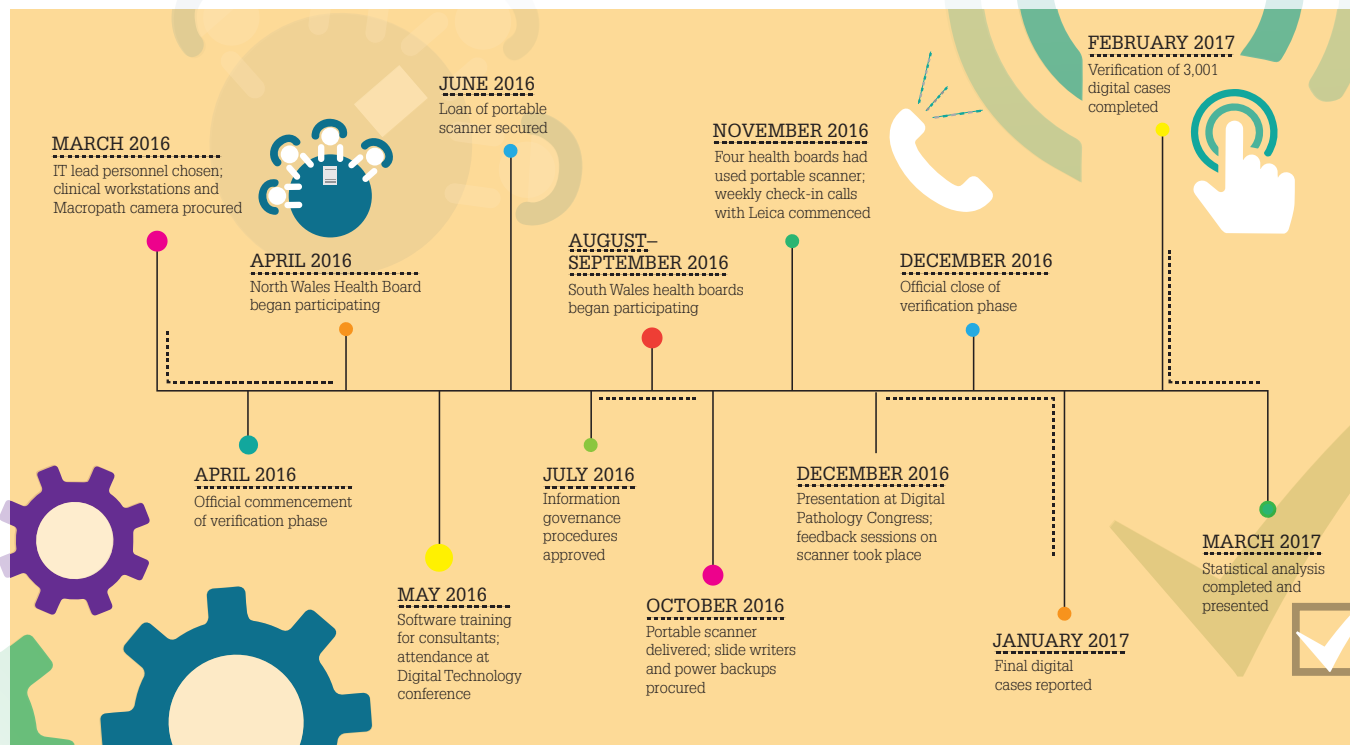 MARCH 2016
IT lead personnel chosen;
clinical workstations and
Macropath camera procured
APRIL 2016
Official commencement
of verification phase
APRIL 2016
North Wales Health Board
began participating
MAY 2016
Software training
for consultants;
attendance at
Digital Technology
conference
JUNE 2016
Loan of portable
scanner secured
JULY 2016
Information
governance
procedures
approved
AUGUST–
SEPTEMBER 2016
South Wales health boards
began participating
OCTOBER 2016
Portable scanner
delivered; slide writers
and power backups
procured
NOVEMBER 2016
Four health boards had
used portable scanner;
weekly check-in calls
with Leica commenced
DECEMBER 2016
Presentation at Digital
Pathology Congress;
feedback sessions on
scanner took place
DECEMBER 2016
Official close of
verification phase
JANUARY 2017
Final digital
cases reported
FEBRUARY 2017
Verification of 3,001
digital cases
completed
MARCH 2017
Statistical analysis
completed and
presented